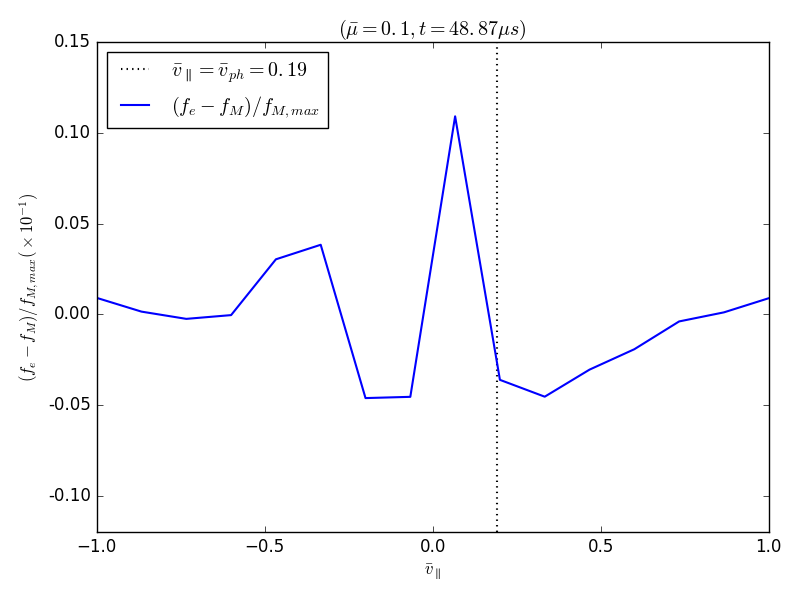 (μ̄ = 0.1, t = 48.87μs)
v̄∥ = v̄ph = 0.19
(fe − fM)/fM,max
0.15
0.10
0.05
0.00
-0.05
-0.10
(fe − fM)/fM,max(×10⁻¹)
−1.0 −0.5 0.0 0.5 1.0
v̄∥